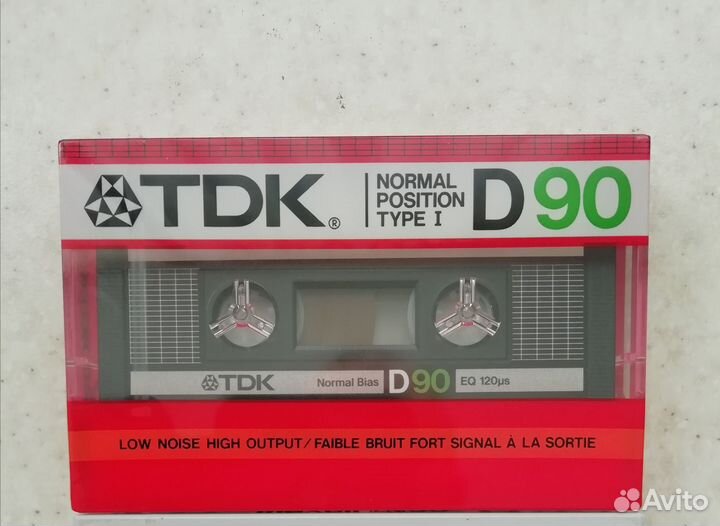 TDK®
NORMAL
POSITION
TYPE I
D90
TDK Normal Bias D90 EQ 120µs
LOW NOISE HIGH OUTPUT/FAIBLE BRUIT FORT SIGNAL À LA SORTIE
Avito